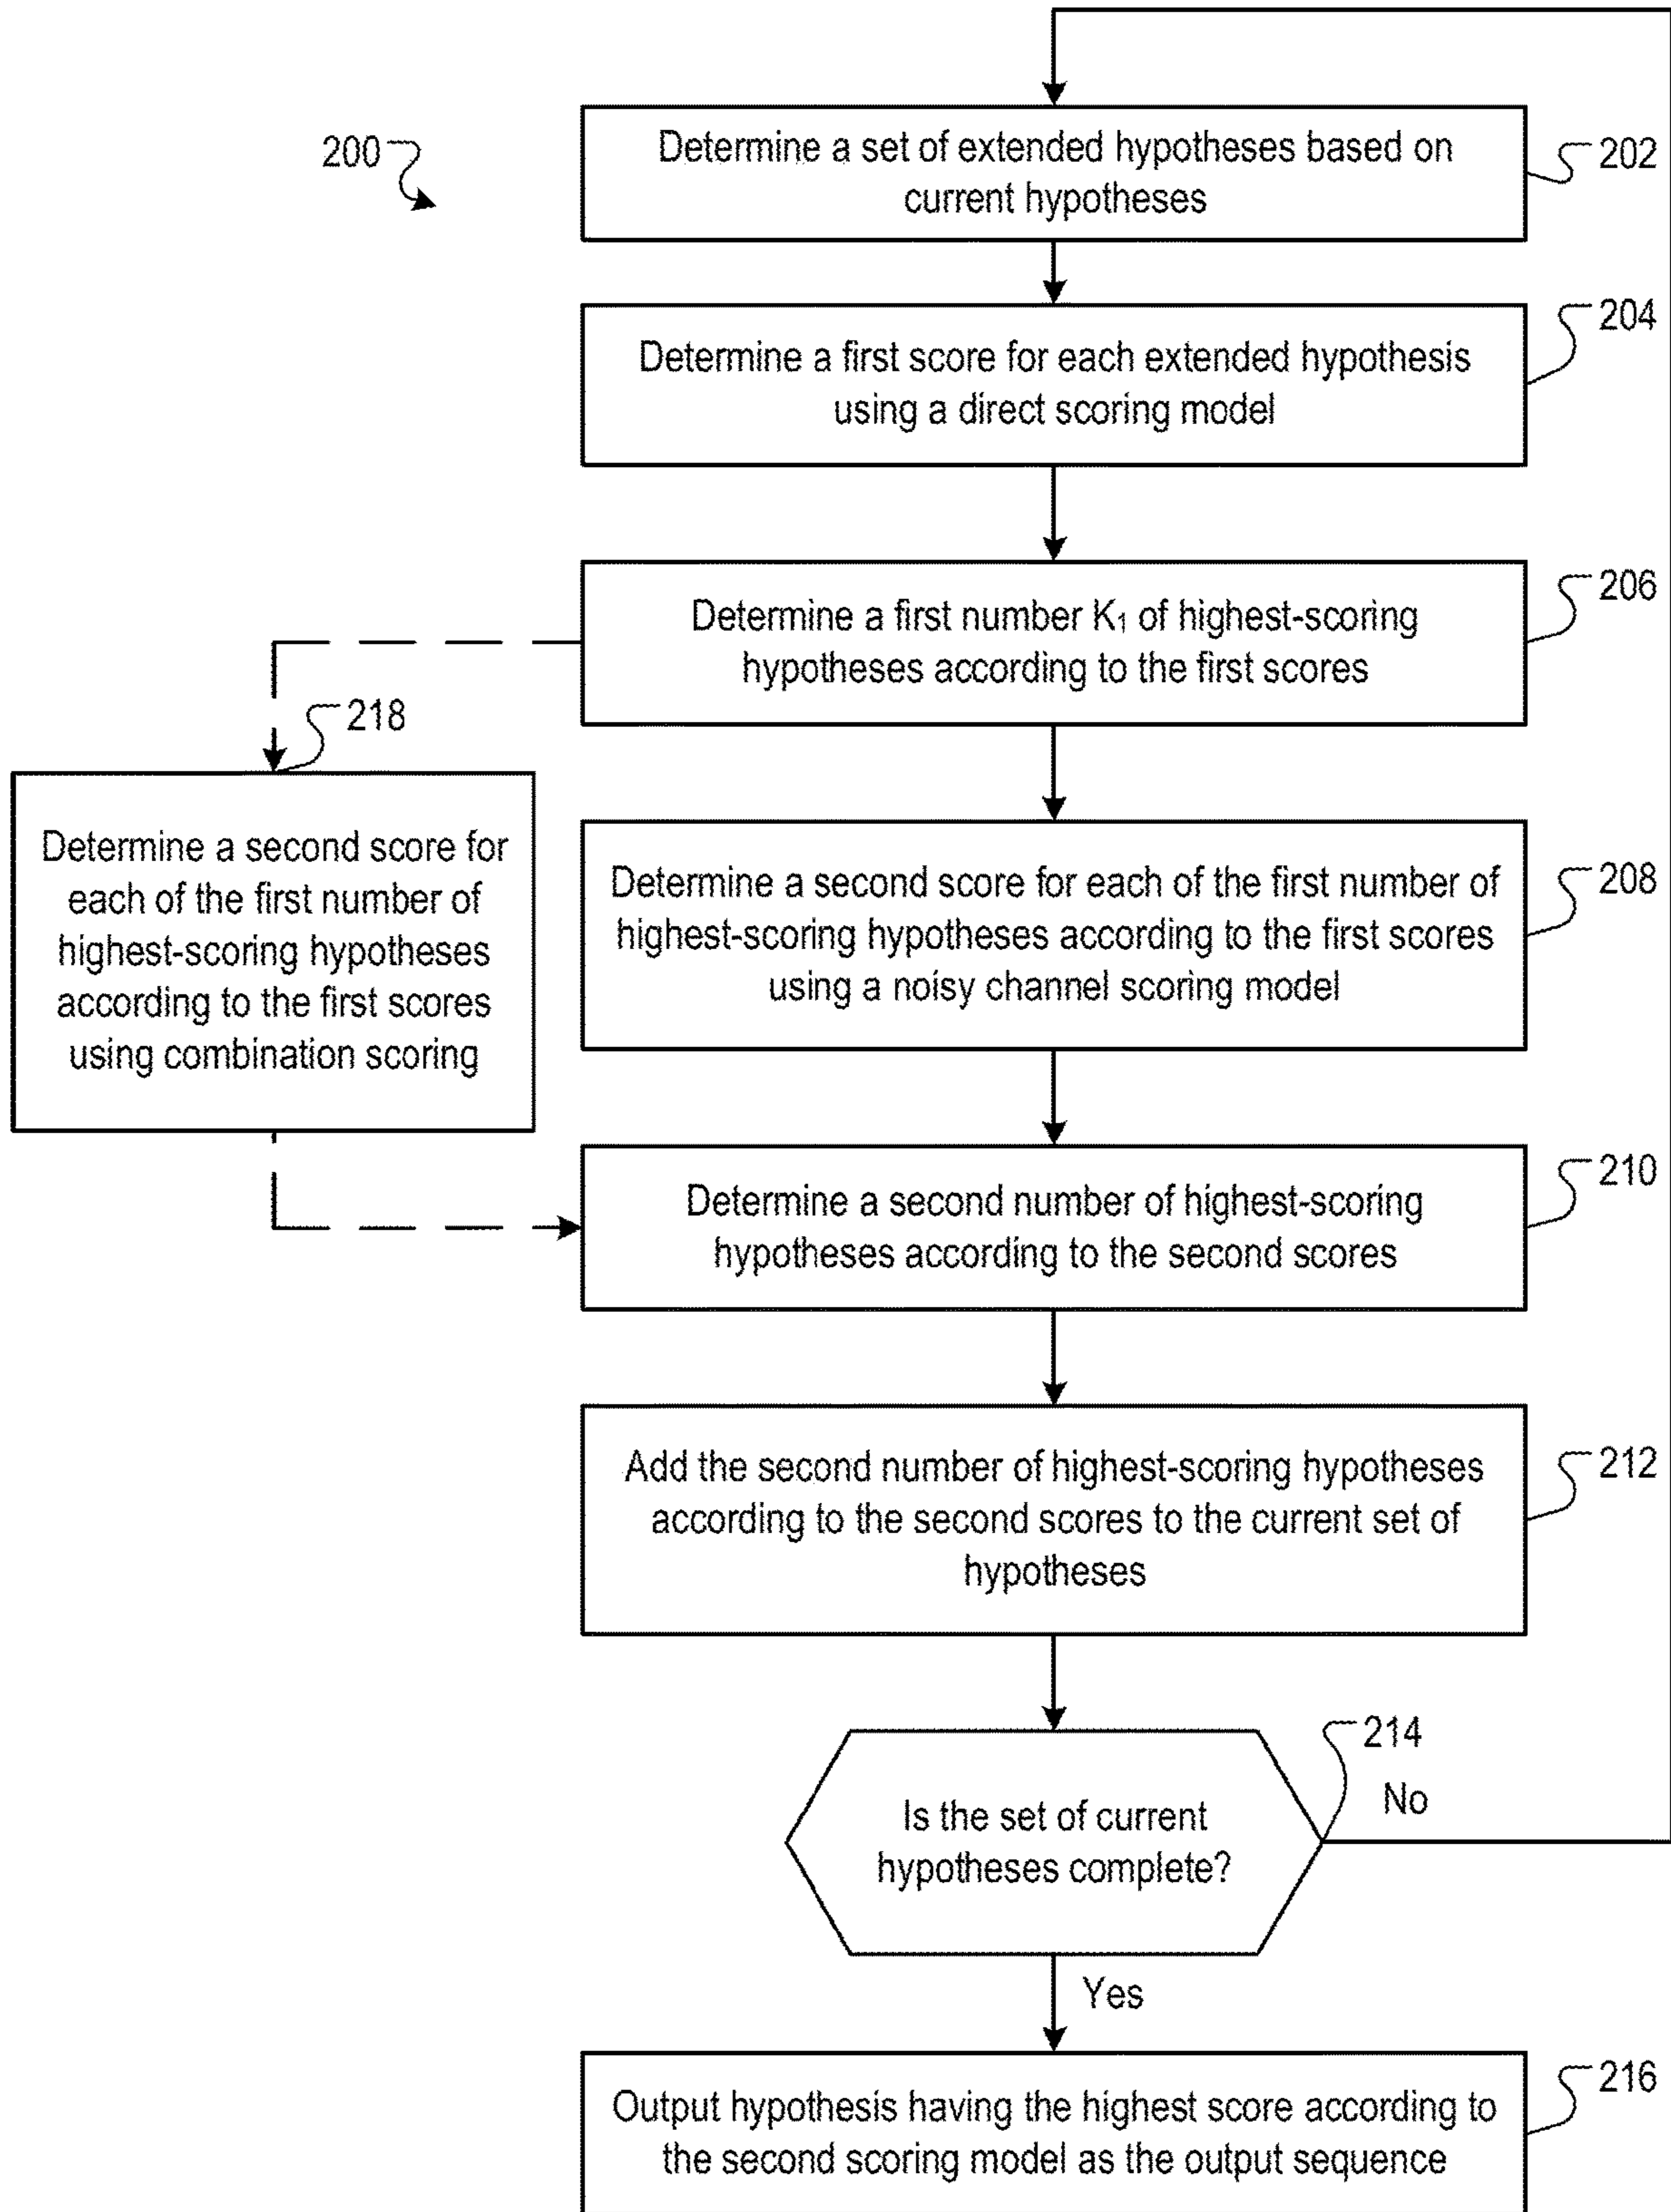 200
Determine a set of extended hypotheses based on
current hypotheses
202
Determine a first score for each extended hypothesis
using a direct scoring model
204
Determine a first number K₁ of highest-scoring
hypotheses according to the first scores
206
218
Determine a second score for
each of the first number of
highest-scoring hypotheses
according to the first scores
using combination scoring
Determine a second score for each of the first number of
highest-scoring hypotheses according to the first scores
using a noisy channel scoring model
208
Determine a second number of highest-scoring
hypotheses according to the second scores
210
Add the second number of highest-scoring hypotheses
according to the second scores to the current set of
hypotheses
212
Is the set of current
hypotheses complete?
214
No
Yes
Output hypothesis having the highest score according to
the second scoring model as the output sequence
216